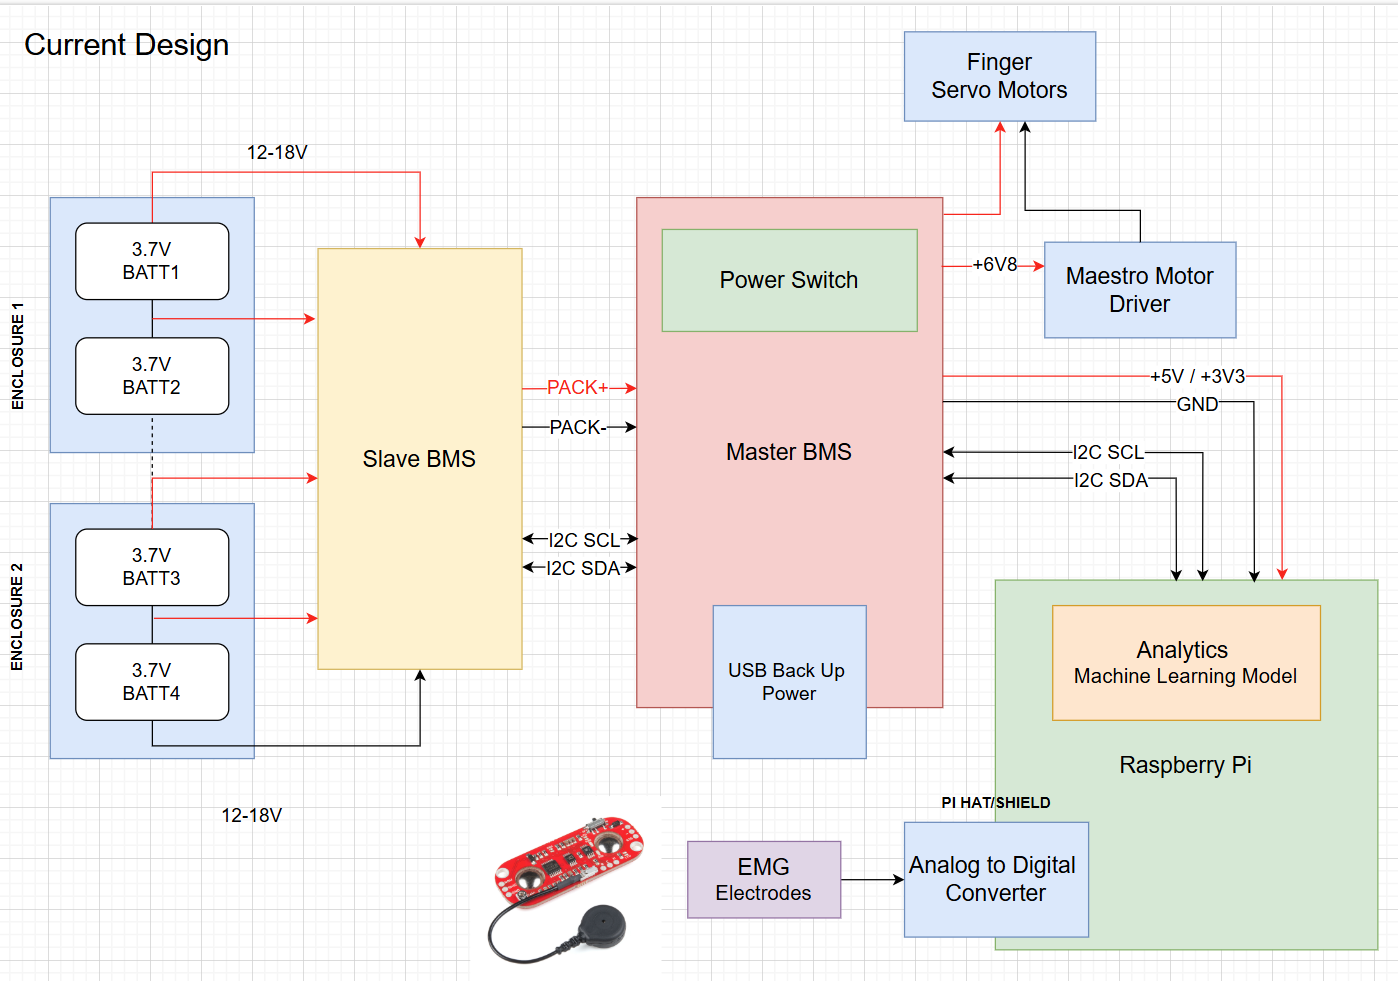 Current Design
Finger
Servo Motors
12-18V
3.7V
BATT1
Power Switch
+6V8
Maestro Motor
Driver
ENCLOSURE 1
3.7V
BATT2
PACK+
+5V / +3V3
GND
PACK-
Slave BMS
Master BMS
I2C SCL
I2C SDA
3.7V
BATT3
I2C SCL
I2C SDA
ENCLOSURE 2
3.7V
BATT4
USB Back Up
Power
Analytics
Machine Learning Model
Raspberry Pi
12-18V
PI HAT/SHIELD
EMG
Electrodes
Analog to Digital
Converter